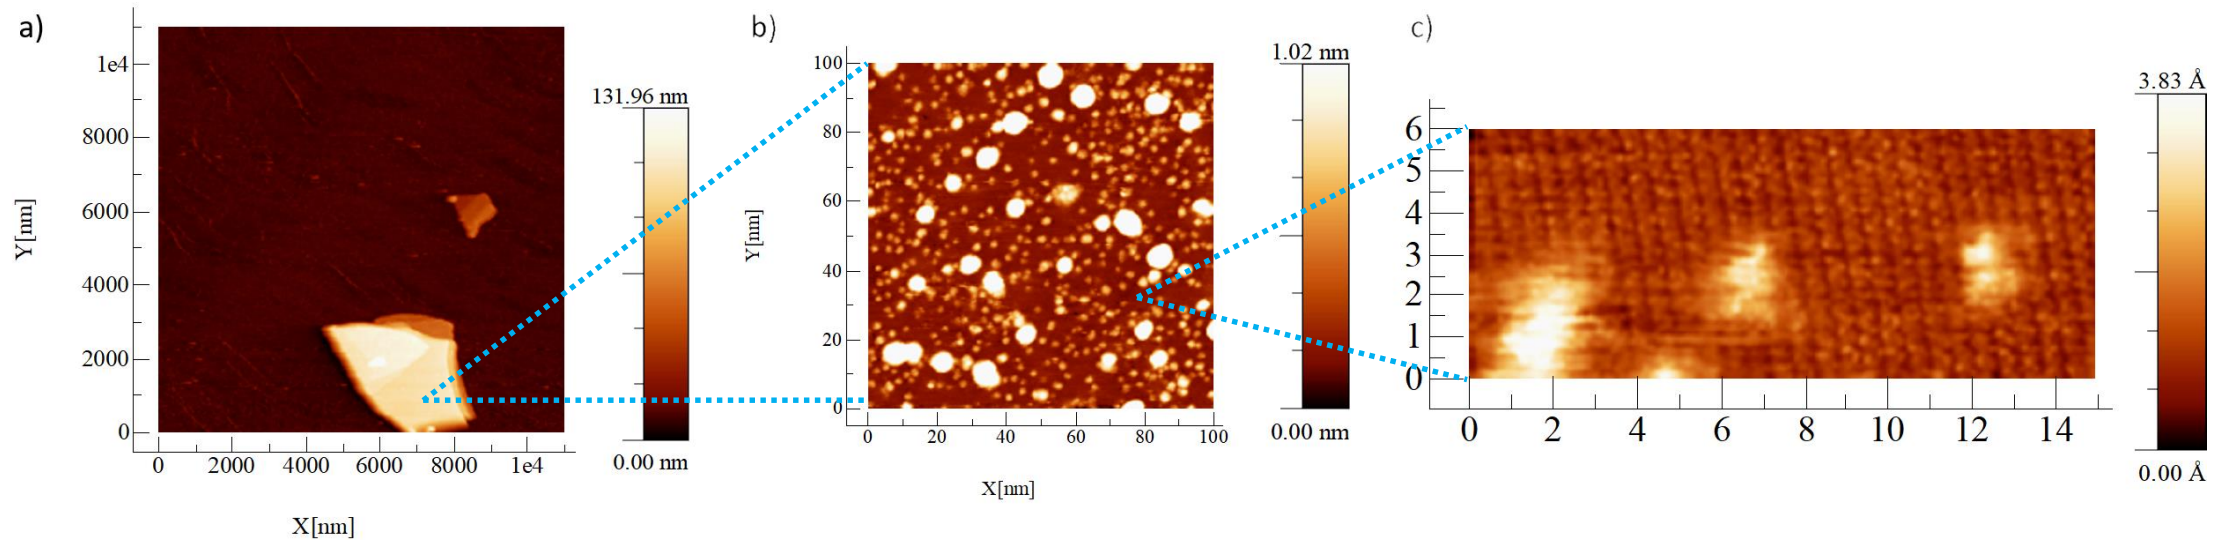 a)
1e4
8000
6000
4000
2000
0
Y[nm]
0 2000 4000 6000 8000 1e4
X[nm]
131.96 nm
0.00 nm
b)
100
80
60
40
20
0
Y[nm]
0 20 40 60 80 100
X[nm]
1.02 nm
0.00 nm
c)
6
5
4
3
2
1
0
0 2 4 6 8 10 12 14
3.83 Å
0.00 Å